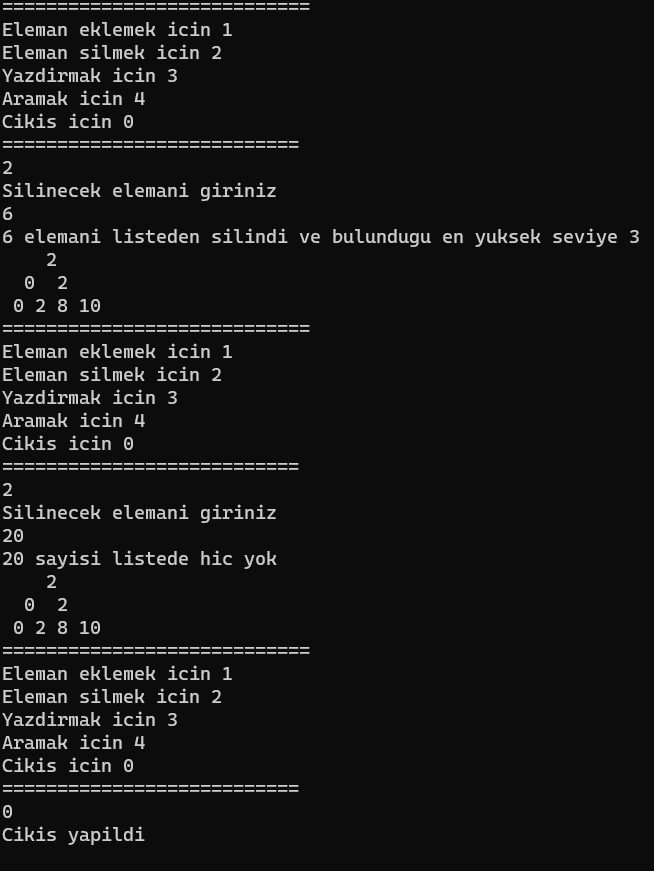 ============================
Eleman eklemek icin 1
Eleman silmek icin 2
Yazdirmak icin 3
Aramak icin 4
Cikis icin 0
===========================
2
Silinecek elemani giriniz
6
6 elemani listeden silindi ve bulundugu en yuksek seviye 3
    2
  0  2
 0 2 8 10
============================
Eleman eklemek icin 1
Eleman silmek icin 2
Yazdirmak icin 3
Aramak icin 4
Cikis icin 0
===========================
2
Silinecek elemani giriniz
20
20 sayisi listede hic yok
    2
  0  2
 0 2 8 10
============================
Eleman eklemek icin 1
Eleman silmek icin 2
Yazdirmak icin 3
Aramak icin 4
Cikis icin 0
===========================
0
Cikis yapildi